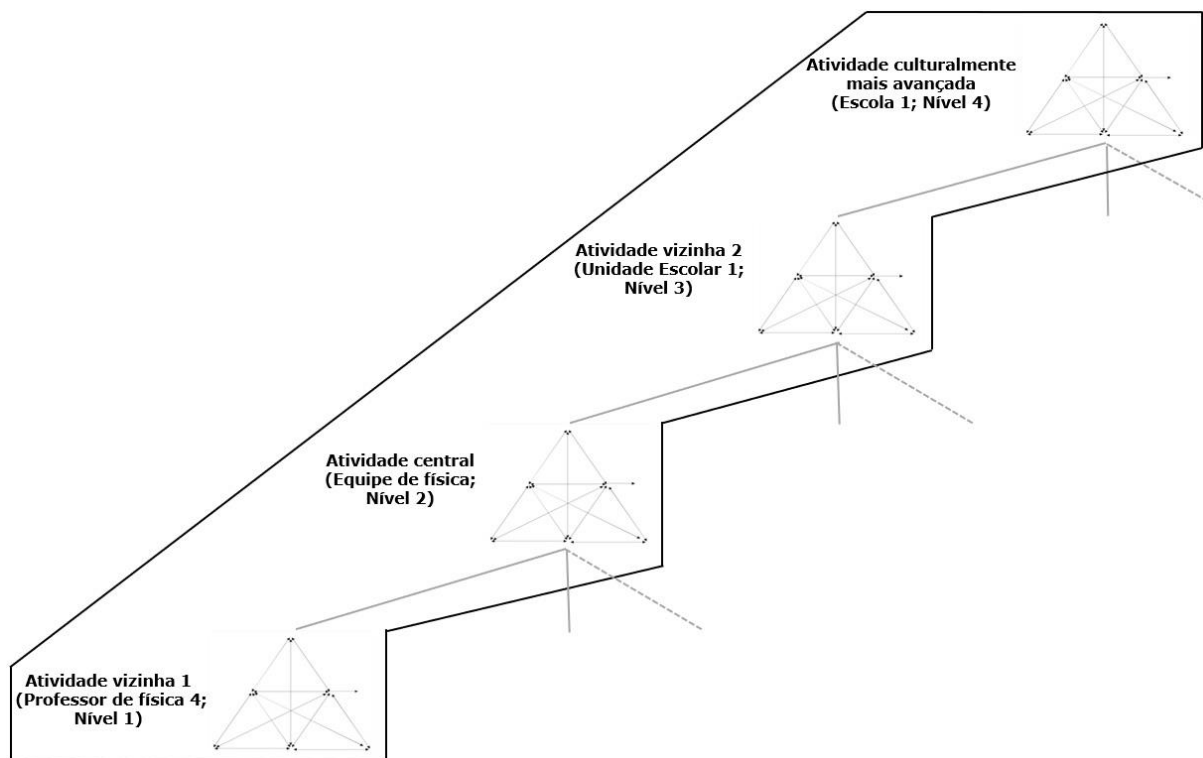 Atividade culturalmente
mais avançada
(Escola 1; Nível 4)
Atividade vizinha 2
(Unidade Escolar 1;
Nível 3)
Atividade central
(Equipe de física;
Nível 2)
Atividade vizinha 1
(Professor de física 4;
Nível 1)